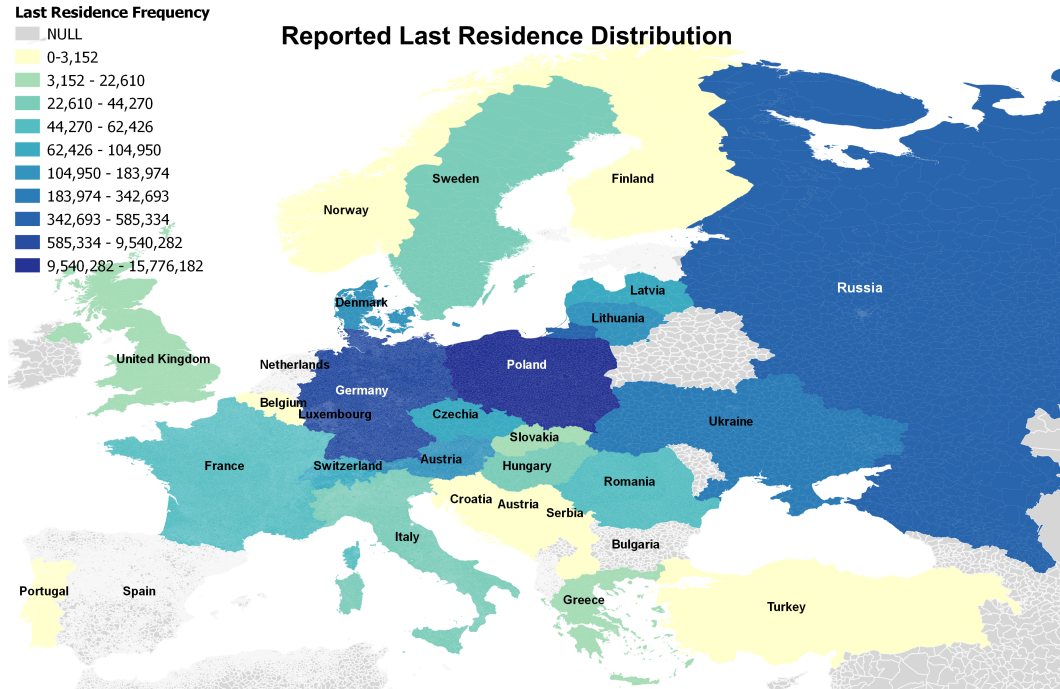 Last Residence Frequency
NULL
0-3,152
3,152 - 22,610
22,610 - 44,270
44,270 - 62,426
62,426 - 104,950
104,950 - 183,974
183,974 - 342,693
342,693 - 585,334
585,334 - 9,540,282
9,540,282 - 15,776,182
Reported Last Residence Distribution
Sweden
Finland
Norway
Russia
Latvia
Denmark
Lithuania
United Kingdom
Netherlands
Poland
Germany
Belgium
Luxembourg
Czechia
Ukraine
Slovakia
France
Switzerland
Austria
Hungary
Romania
Croatia
Austria
Serbia
Italy
Bulgaria
Portugal
Spain
Greece
Turkey